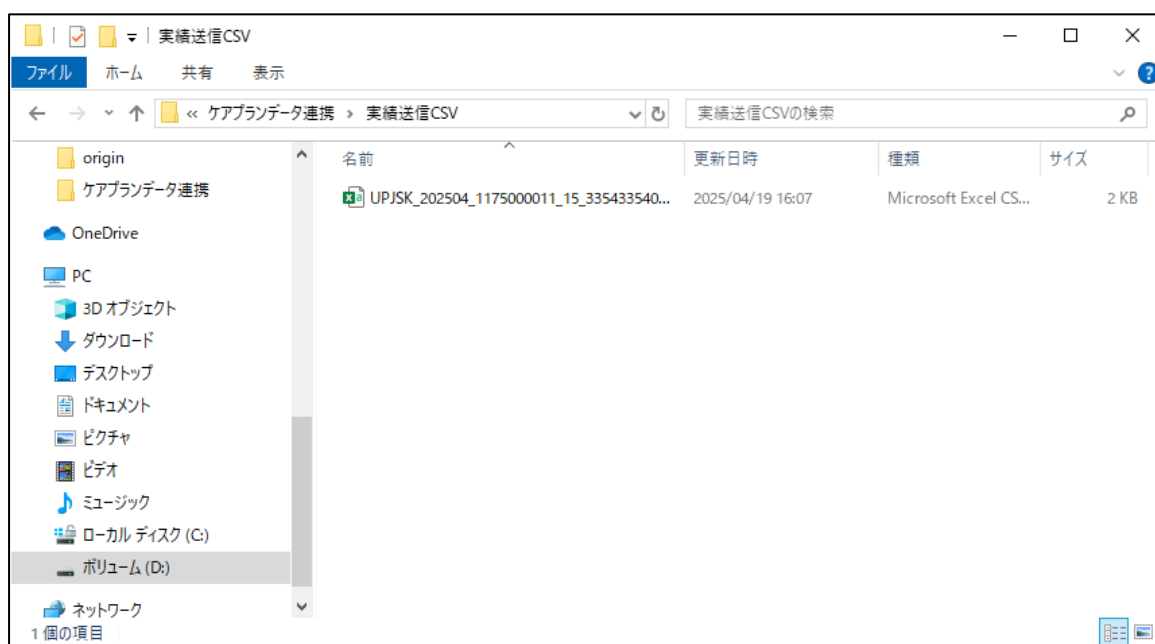 実績送信CSV
ファイル ホーム 共有 表示
« ケアプランデータ連携 › 実績送信CSV
実績送信CSVの検索
origin
ケアプランデータ連携
OneDrive
PC
3D オブジェクト
ダウンロード
デスクトップ
ドキュメント
ピクチャ
ビデオ
ミュージック
ローカル ディスク (C:)
ボリューム (D:)
ネットワーク
名前 更新日時 種類 サイズ
UPJSK_202504_1175000011_15_335433540... 2025/04/19 16:07 Microsoft Excel CS... 2 KB
1 個の項目